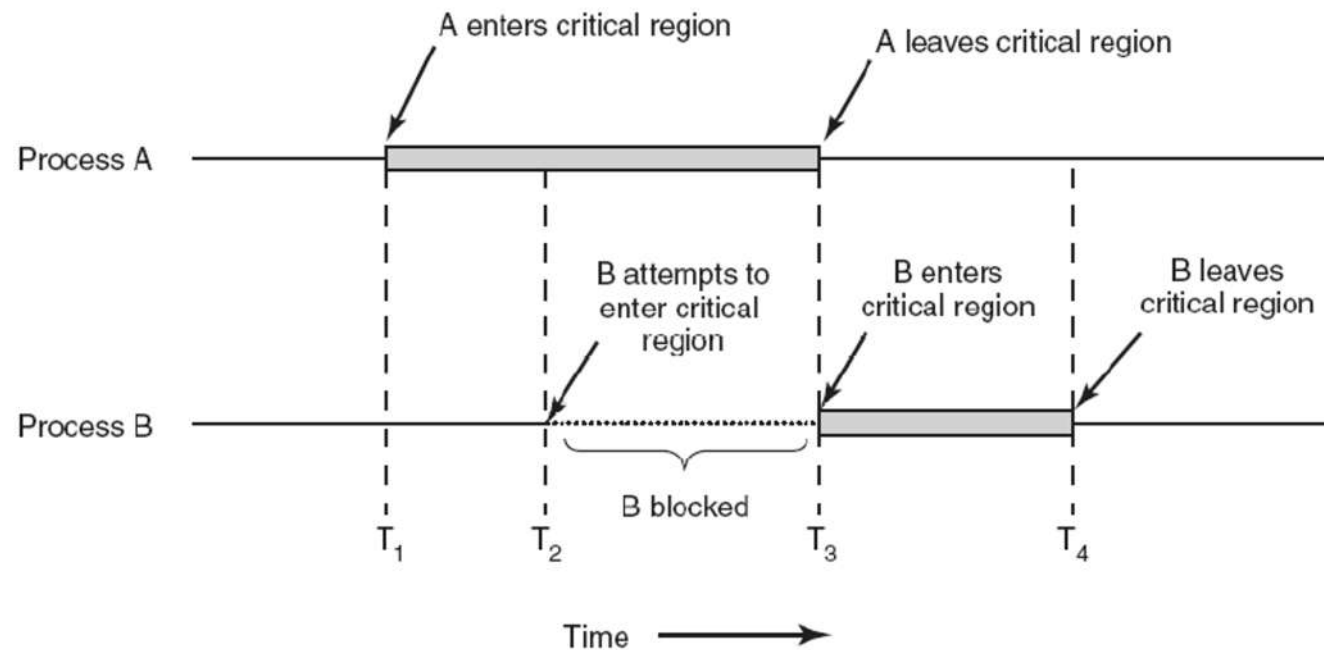 A enters critical region
A leaves critical region
Process A
B attempts to
enter critical
region
B enters
critical region
B leaves
critical region
Process B
B blocked
T1
T2
T3
T4
Time